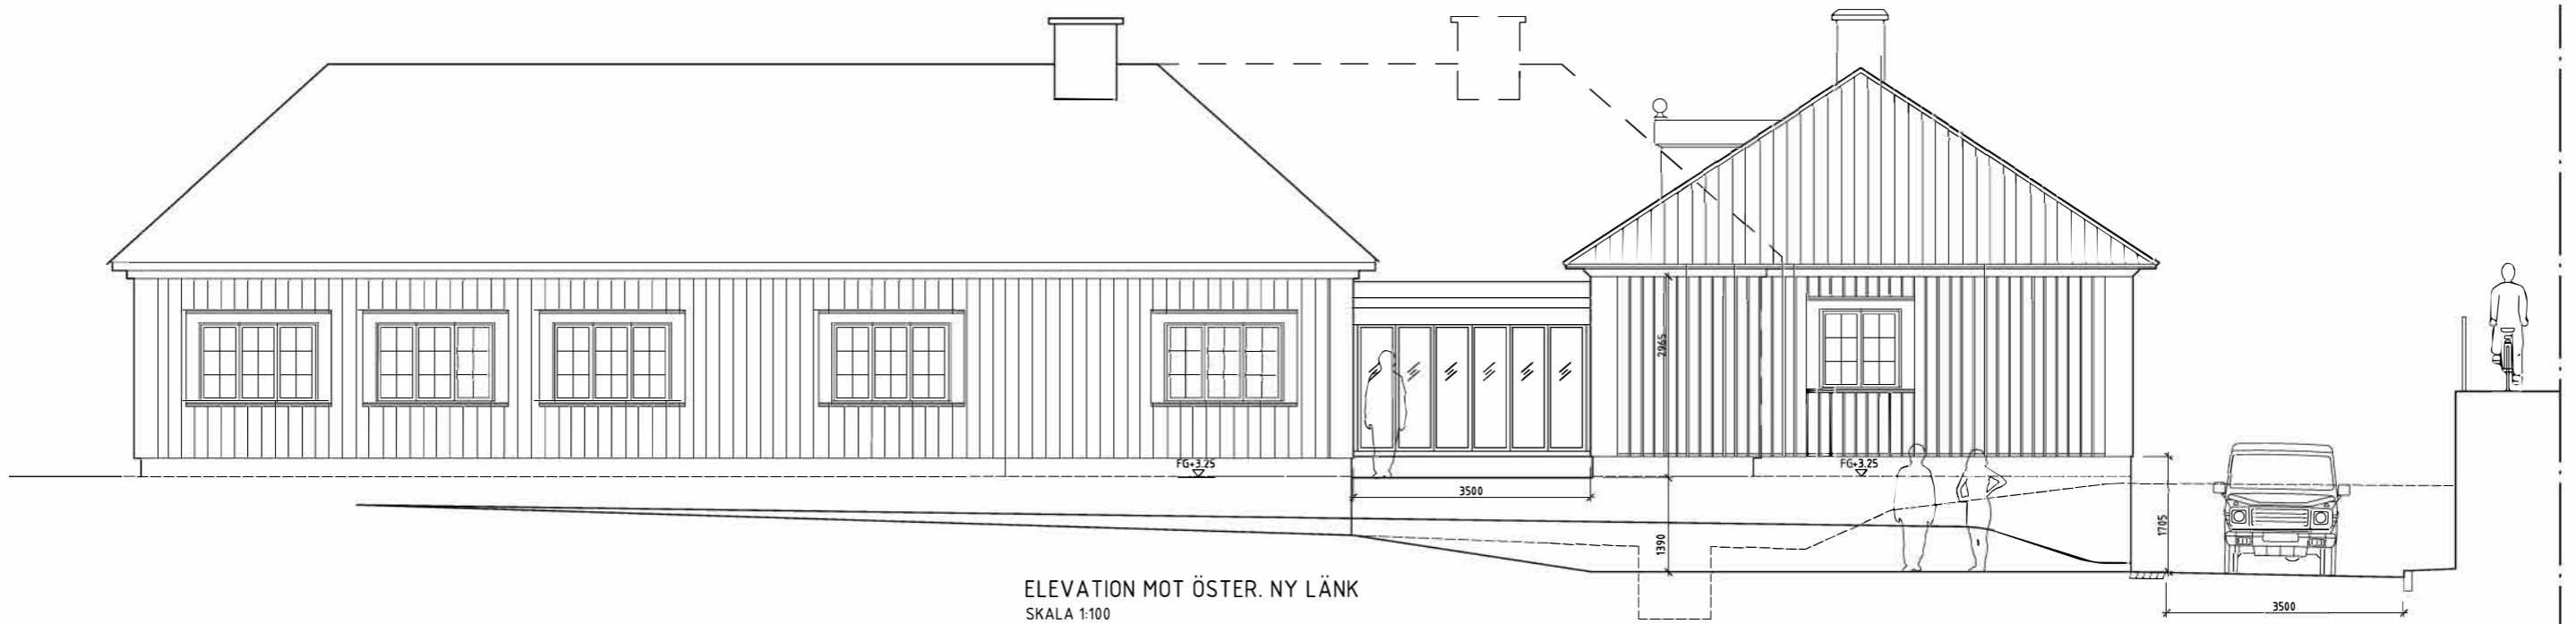 2965
FG+3.25
FG+3.25
3500
1705
1390
ELEVATION MOT ÖSTER. NY LÄNK
SKALA 1:100
3500